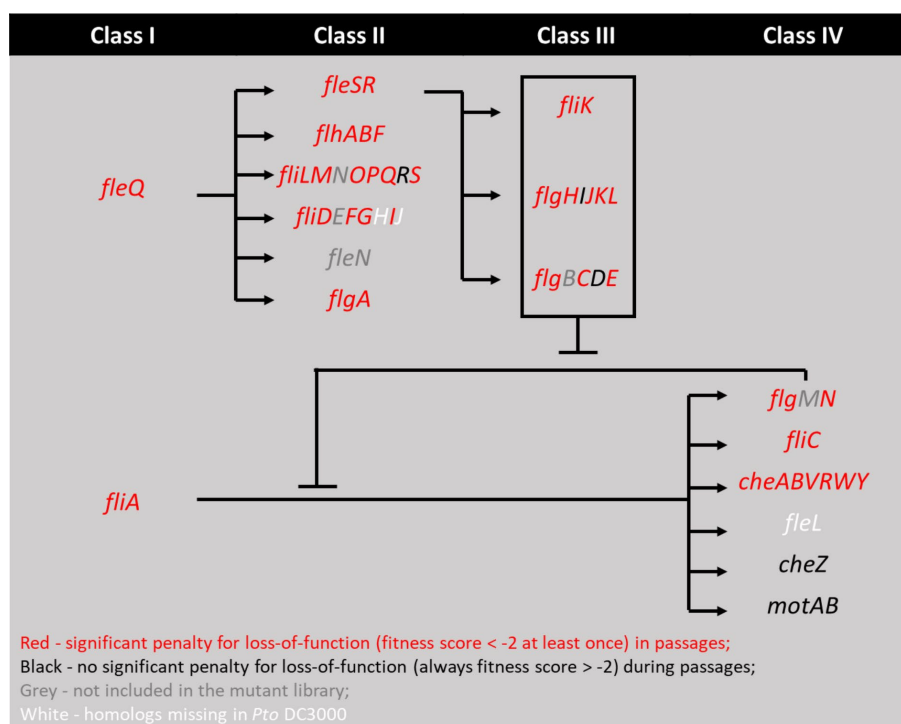 Class I Class II Class III Class IV
fleSR
fliK
flhABF
fleQ
fliLMNOPQRS
flgHIJKL
fliDEFGHIJ
fleN
flgBCDE
flgA
flgMN
fliC
cheABVRWY
fliA
fleL
cheZ
motAB
Red - significant penalty for loss-of-function (fitness score < -2 at least once) in passages;
Black - no significant penalty for loss-of-function (always fitness score > -2) during passages;
Grey - not included in the mutant library;
White - homologs missing in Pto DC3000